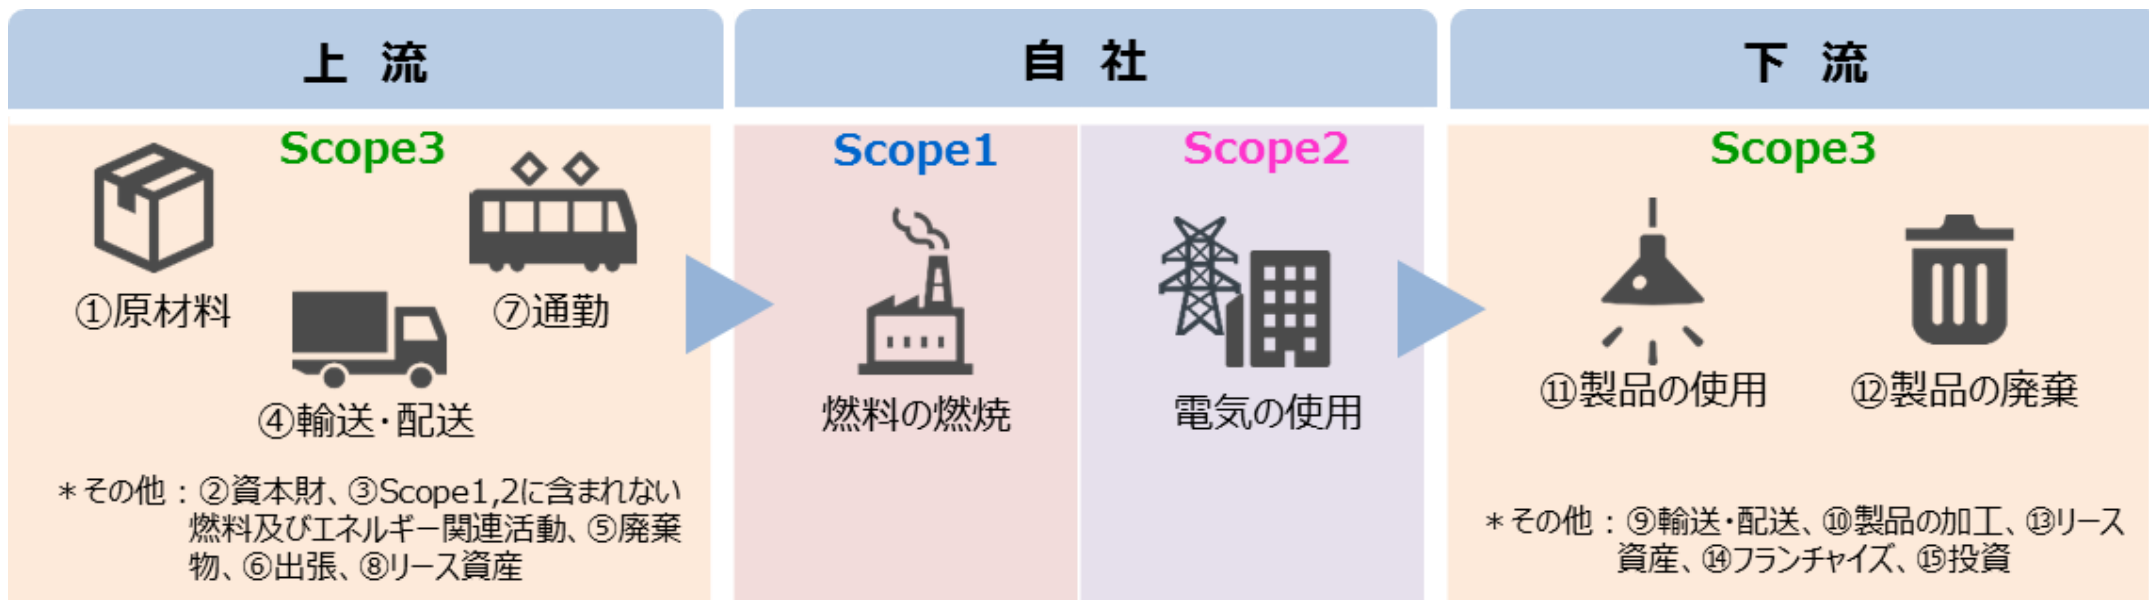 上 流
Scope3
①原材料
④輸送・配送
⑦通勤
＊その他：②資本財、③Scope1,2に含まれない
燃料及びエネルギー関連活動、⑤廃棄
物、⑥出張、⑧リース資産
自 社
Scope1
燃料の燃焼
Scope2
電気の使用
下 流
Scope3
⑪製品の使用
⑫製品の廃棄
＊その他：⑨輸送・配送、⑩製品の加工、⑬リース
資産、⑭フランチャイズ、⑮投資